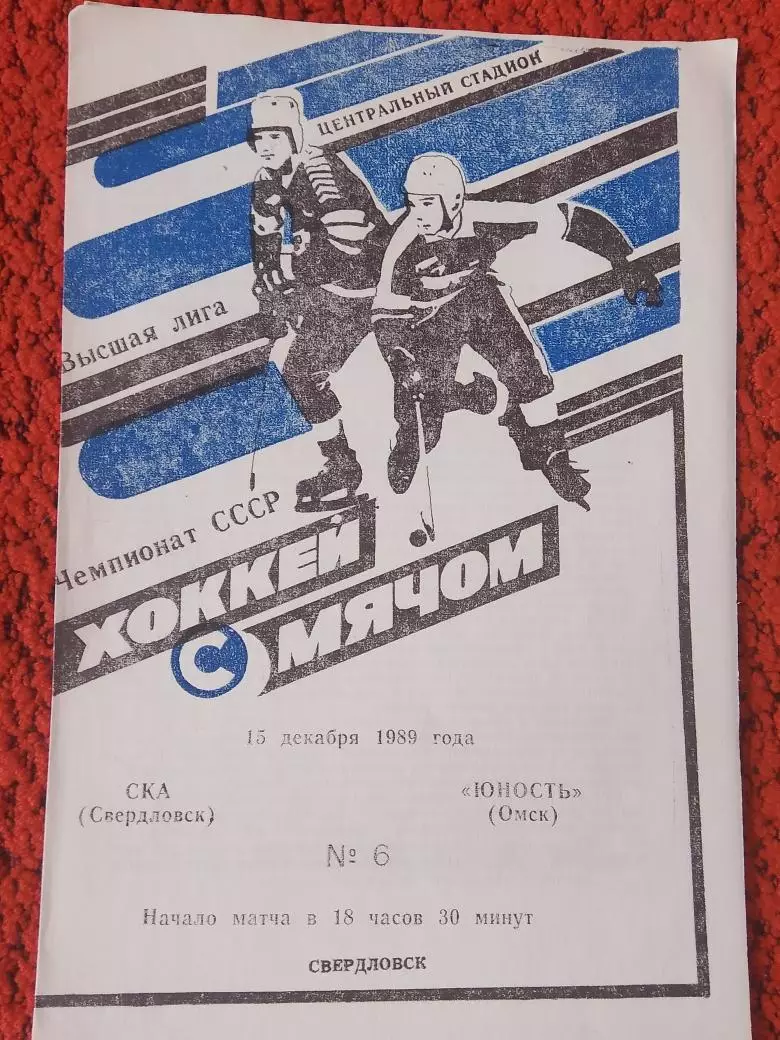 ЦЕНТРАЛЬНЫЙ СТАДИОН
Высшая лига
Чемпионат СССР
ХОККЕЙ
С МЯЧОМ
15 декабря 1989 года
СКА «ЮНОСТЬ»
(Свердловск) (Омск)
№ 6
Начало матча в 18 часов 30 минут
СВЕРДЛОВСК